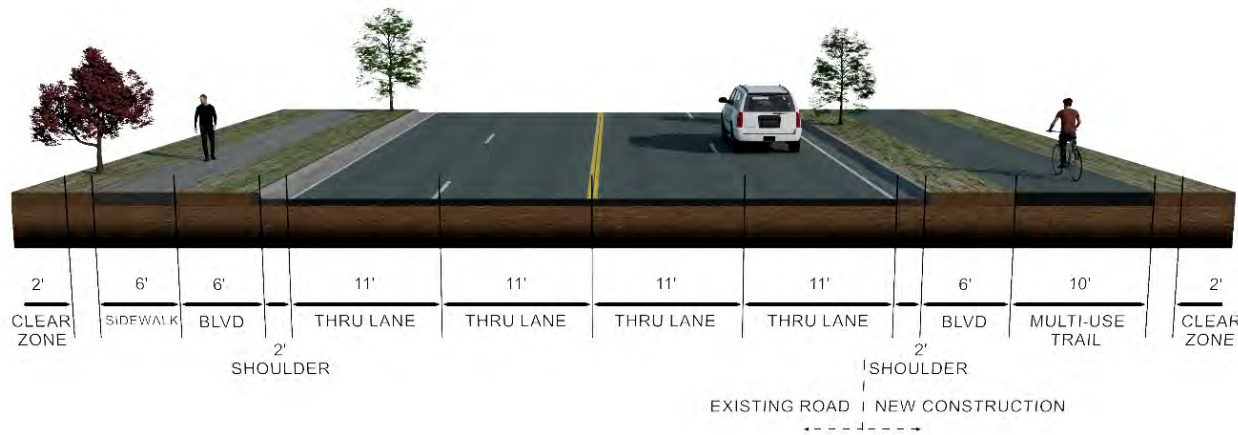 2' 6' 6' 11' 11' 11' 11' 6' 10' 2'
CLEAR ZONE
SIDEWALK
BLVD
THRU LANE
THRU LANE
THRU LANE
THRU LANE
BLVD
MULTI-USE
TRAIL
CLEAR
ZONE
2'
SHOULDER
2'
SHOULDER
EXISTING ROAD
NEW CONSTRUCTION